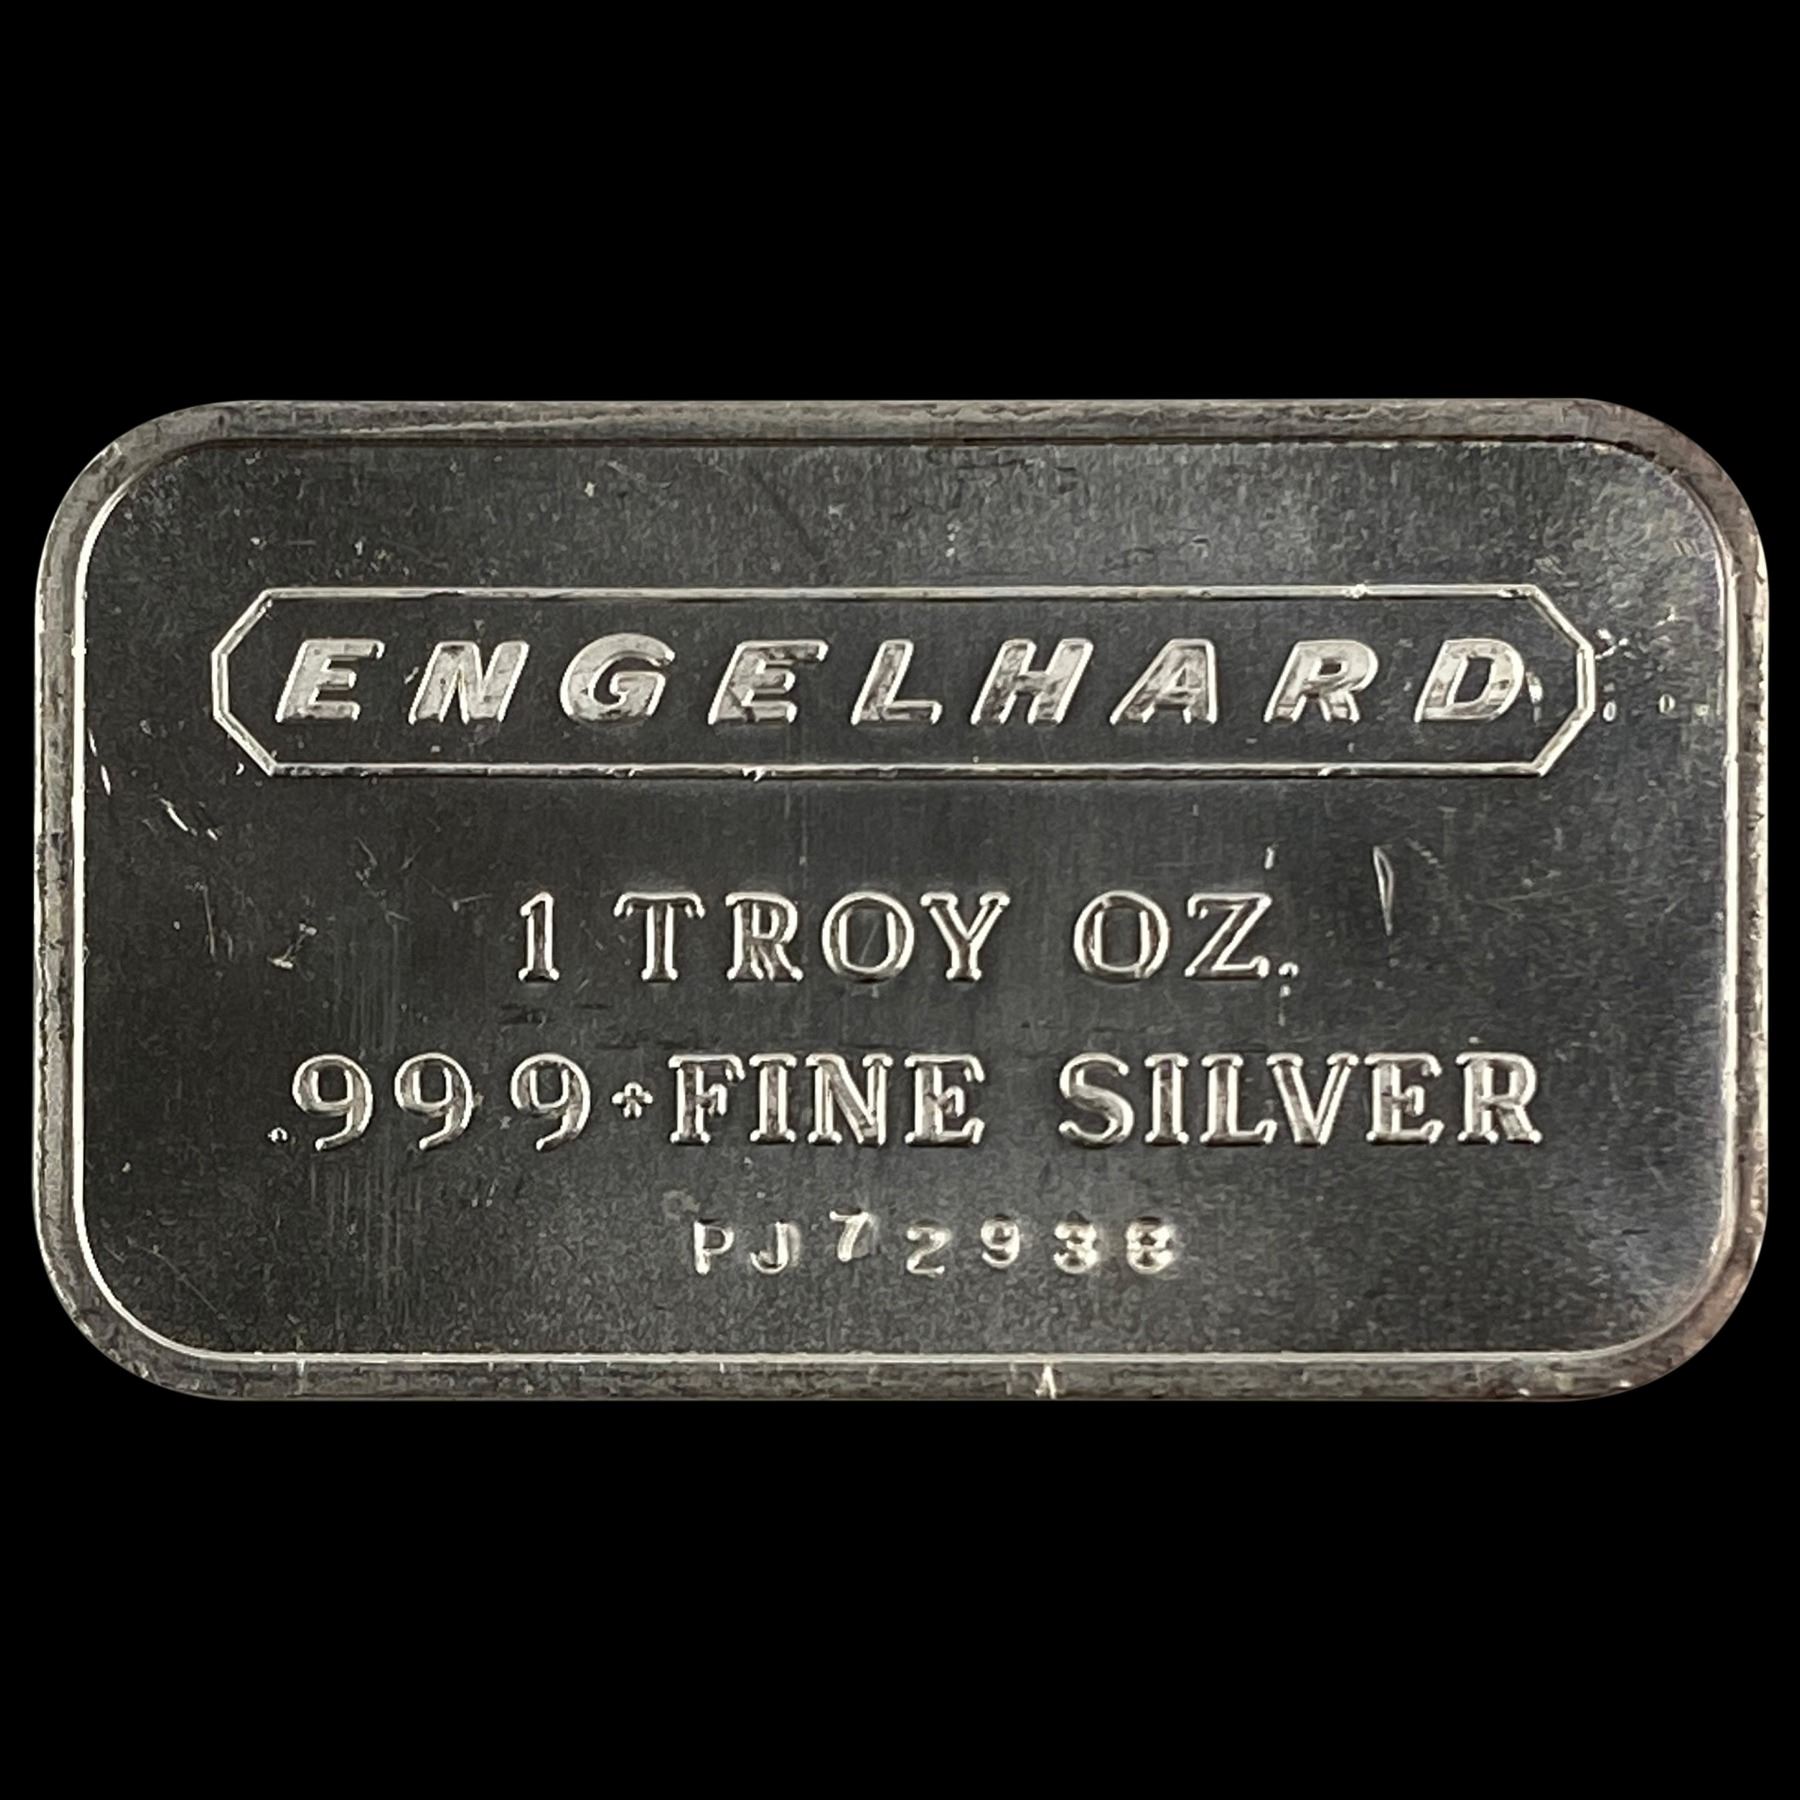 ENGELHARD
1 TROY OZ.
.999+FINE SILVER
PJ72938